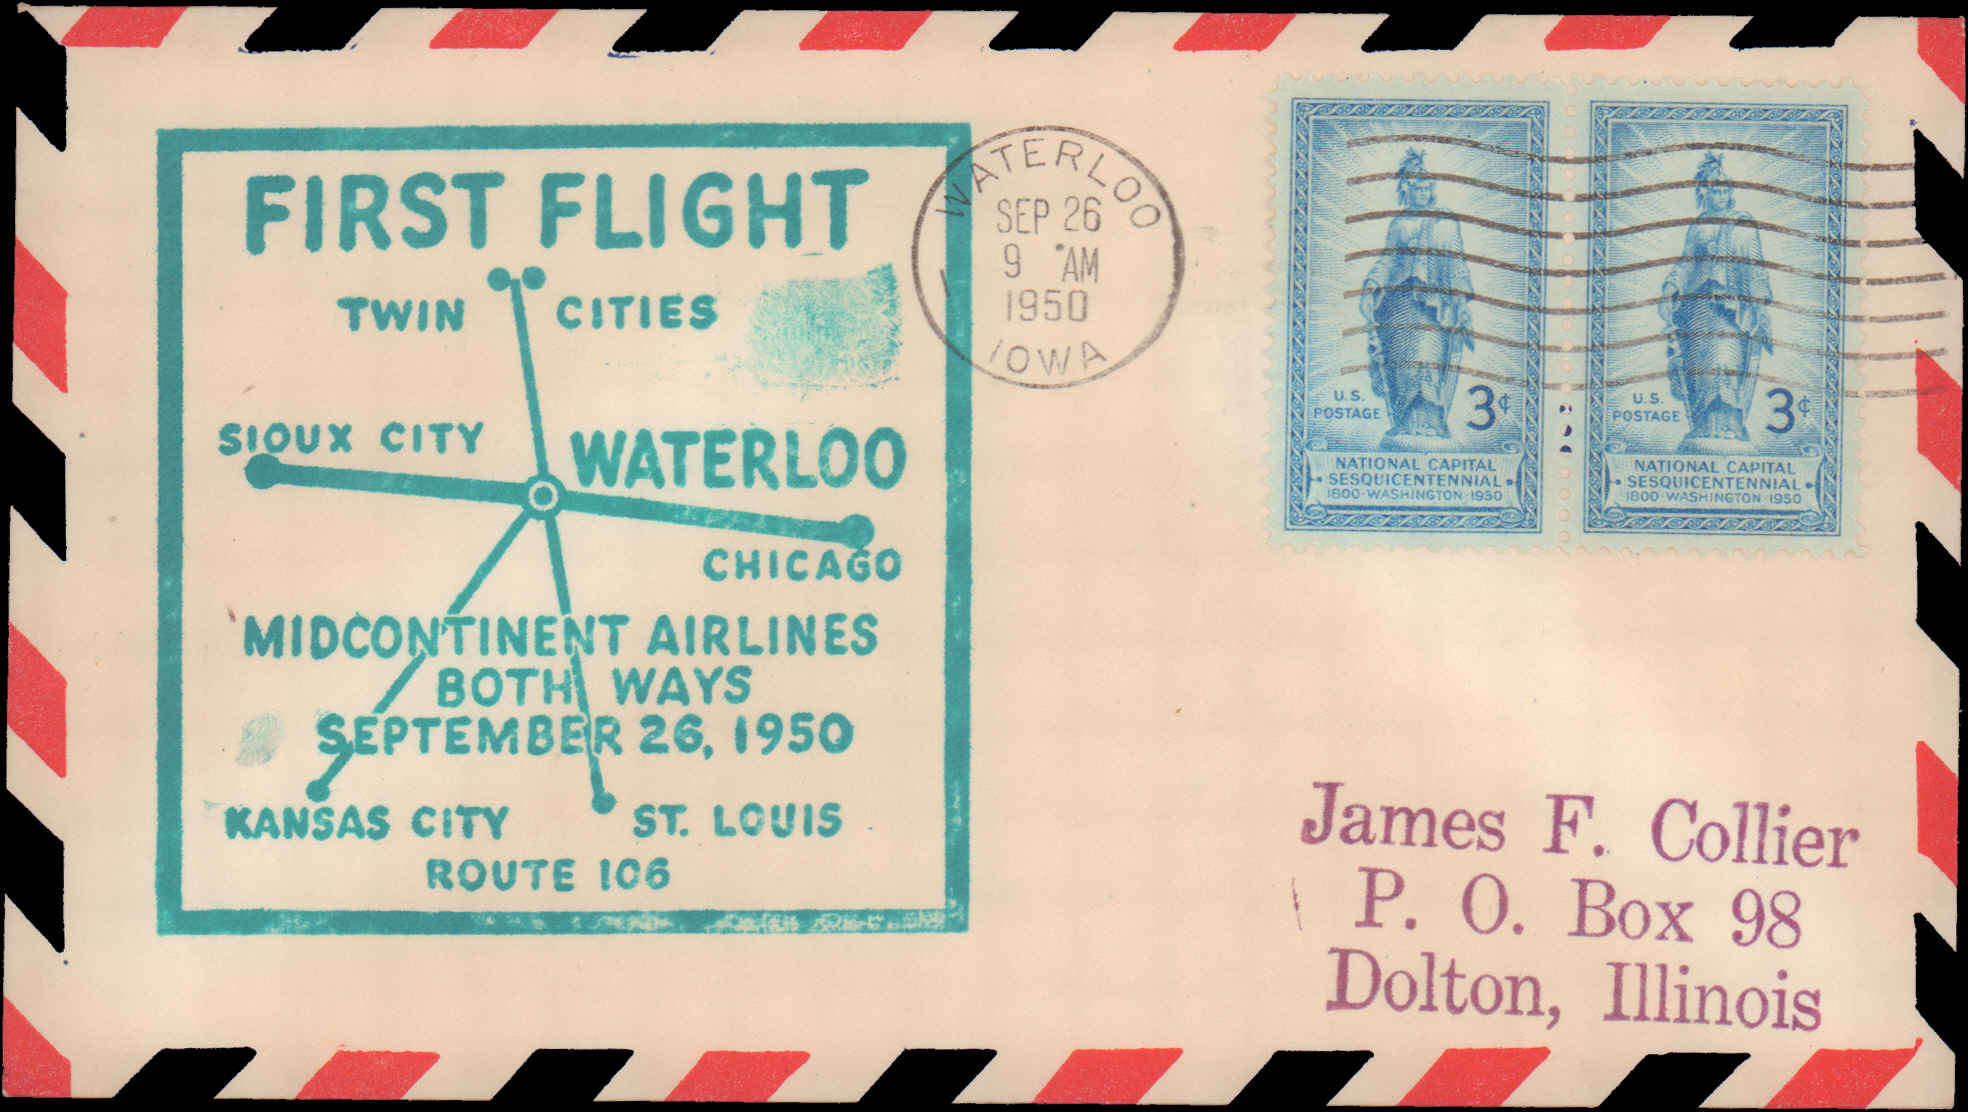 FIRST FLIGHT
TWIN CITIES
SIOUX CITY
WATERLOO
CHICAGO
MIDCONTINENT AIRLINES
BOTH WAYS
SEPTEMBER 26, 1950
KANSAS CITY
ST. LOUIS
ROUTE 106
WATERLOO
SEP 26
9 AM
1950
IOWA
U.S.
POSTAGE
3¢
NATIONAL CAPITAL
SESQUICENTENNIAL
1800·WASHINGTON·1950
U.S.
POSTAGE
3¢
NATIONAL CAPITAL
SESQUICENTENNIAL
1800·WASHINGTON·1950
James F. Collier
P. O. Box 98
Dolton, Illinois